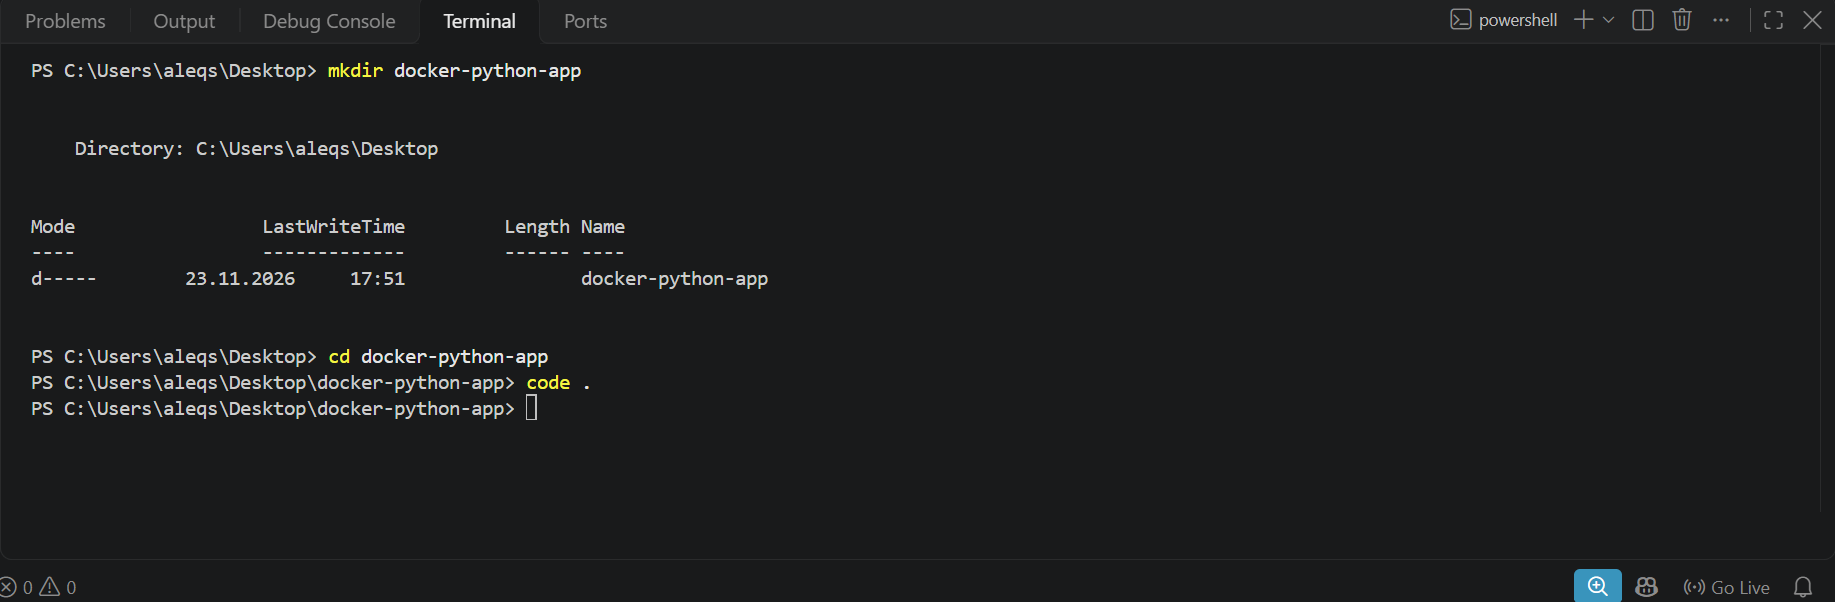 Problems Output Debug Console Terminal Ports powershell
PS C:\Users\aleqs\Desktop> mkdir docker-python-app
Directory: C:\Users\aleqs\Desktop
Mode LastWriteTime Length Name
---- ------------- ------ ----
d----- 23.11.2026 17:51 docker-python-app
PS C:\Users\aleqs\Desktop> cd docker-python-app
PS C:\Users\aleqs\Desktop\docker-python-app> code .
PS C:\Users\aleqs\Desktop\docker-python-app>
0 0 Go Live